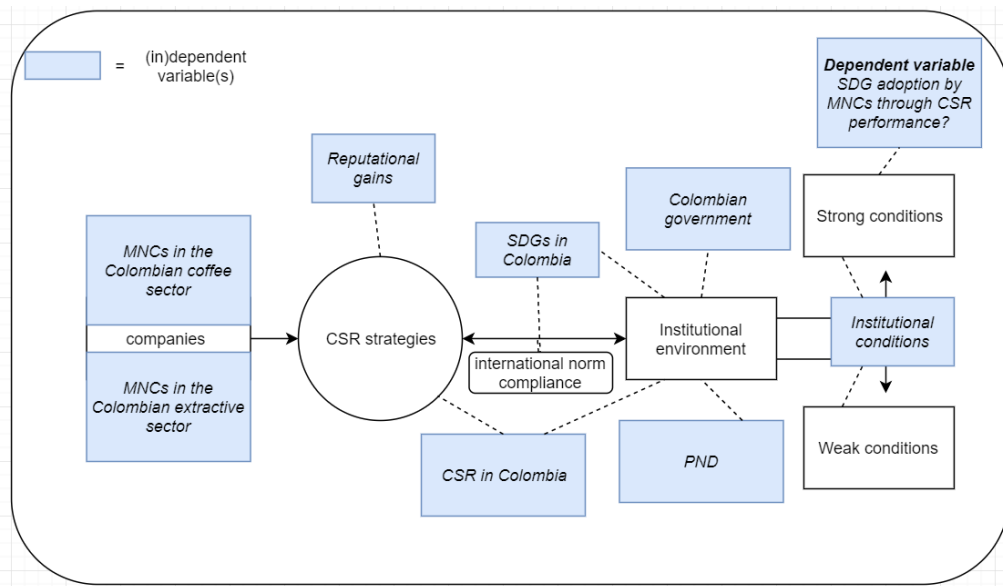 = (in)dependent
variable(s)
Dependent variable
SDG adoption by
MNCs through CSR
performance?
Reputational
gains
Colombian
government
Strong conditions
MNCs in the
Colombian coffee
sector
SDGs in
Colombia
companies
CSR strategies
international norm
compliance
Institutional
environment
Institutional
conditions
MNCs in the
Colombian extractive
sector
CSR in Colombia
PND
Weak conditions